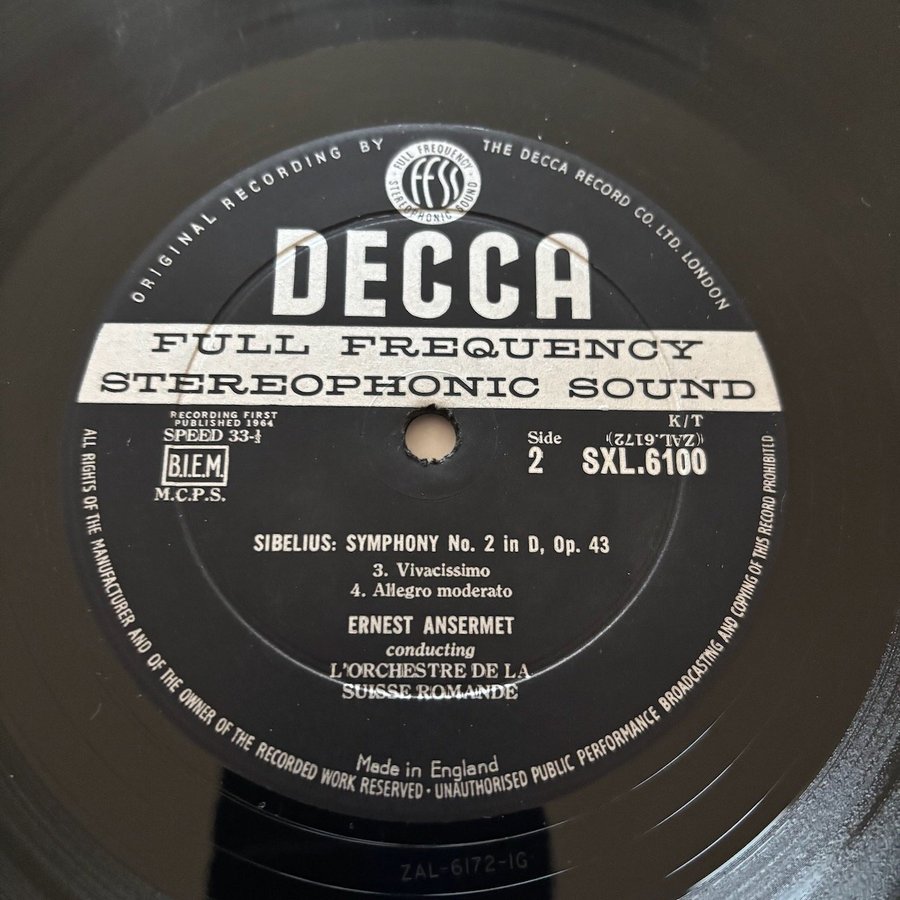 ORIGINAL RECORDING BY
THE DECCA RECORD CO. LTD. LONDON
FULL FREQUENCY
ffss
STEREOPHONIC SOUND
DECCA
FULL FREQUENCY
STEREOPHONIC SOUND
RECORDING FIRST
PUBLISHED 1964
SPEED 33-⅓
B.I.E.M.
M.C.P.S.
K/T
(ZAL.6172)
Side
2
SXL.6100
SIBELIUS: SYMPHONY No. 2 in D, Op. 43
3. Vivacissimo
4. Allegro moderato
ERNEST ANSERMET
conducting
L'ORCHESTRE DE LA
SUISSE ROMANDE
Made in England
ALL RIGHTS OF THE MANUFACTURER AND OF THE OWNER OF THE RECORDED WORK RESERVED · UNAUTHORISED PUBLIC PERFORMANCE BROADCASTING AND COPYING OF THIS RECORD PROHIBITED
ZAL-6172-1G